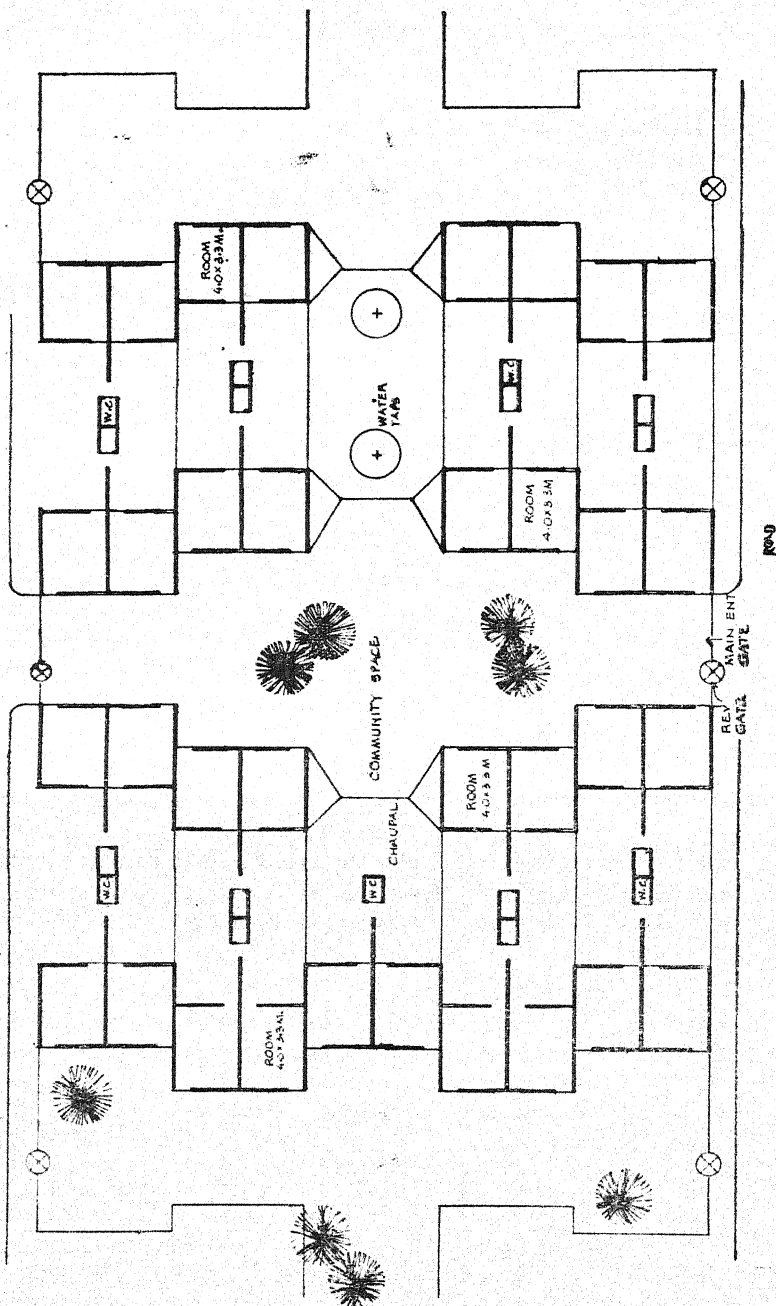 ROOM
4.0×3.3M.
W.C
W.C
WATER
TAPS
ROOM
4.0×3.3M
ROAD
COMMUNITY SPACE
MAIN ENT
GATE
REV
GATE
ROOM
4.0×3.3M
CHAUPAL
W.C
W.C
W.C
ROOM
4.0×3.3M.